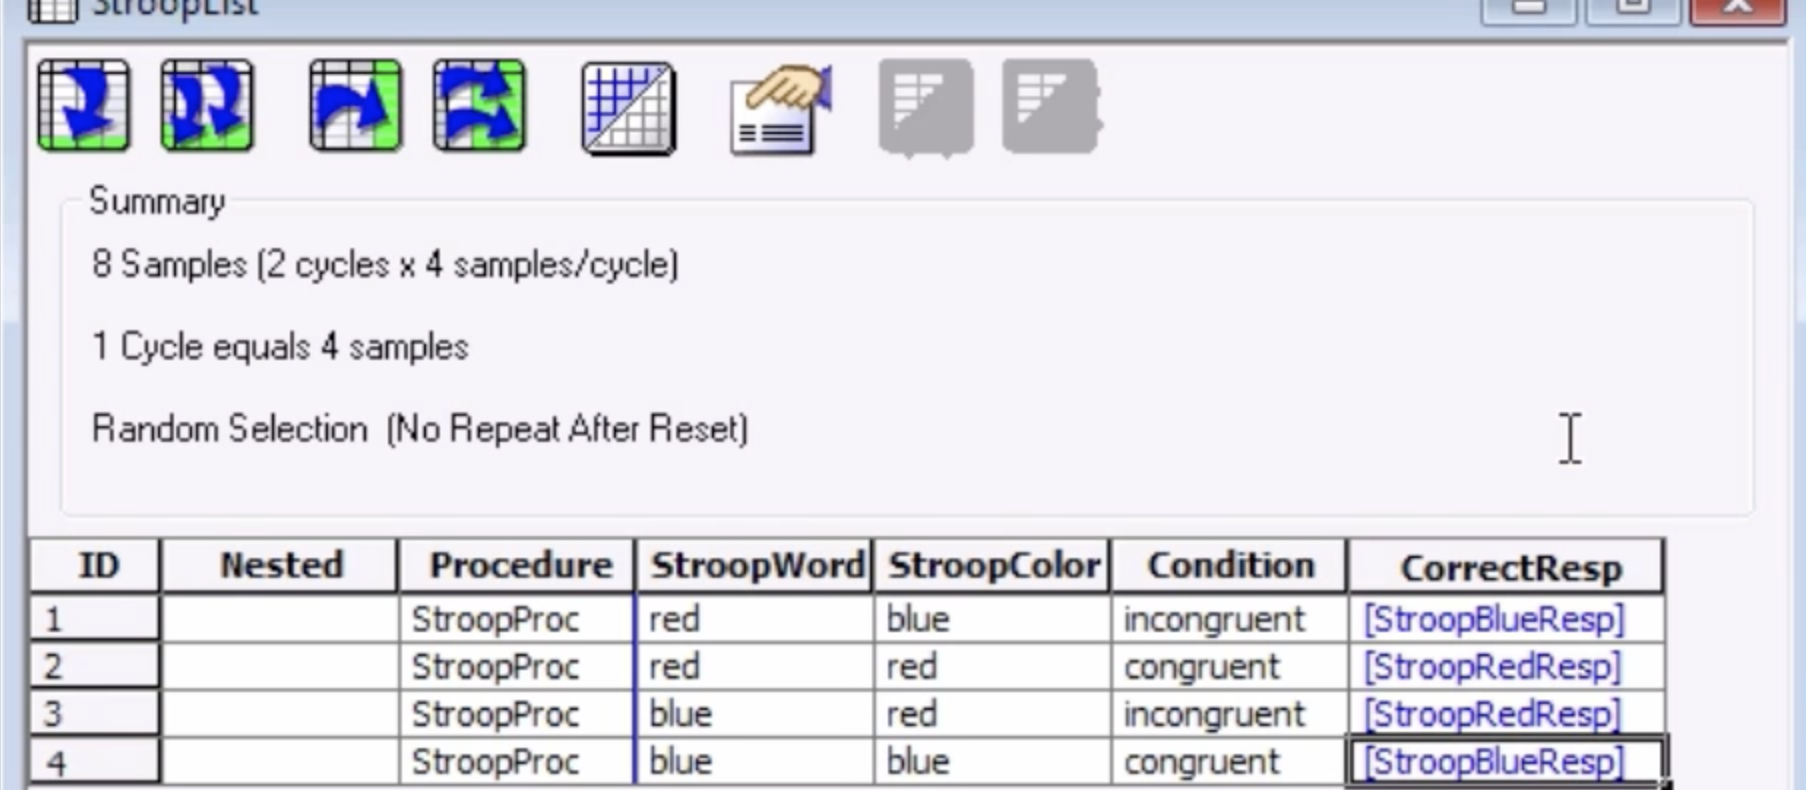 StroopList
Summary
8 Samples (2 cycles x 4 samples/cycle)
1 Cycle equals 4 samples
Random Selection (No Repeat After Reset)
ID Nested Procedure StroopWord StroopColor Condition CorrectResp
1 StroopProc red blue incongruent [StroopBlueResp]
2 StroopProc red red congruent [StroopRedResp]
3 StroopProc blue red incongruent [StroopRedResp]
4 StroopProc blue blue congruent [StroopBlueResp]